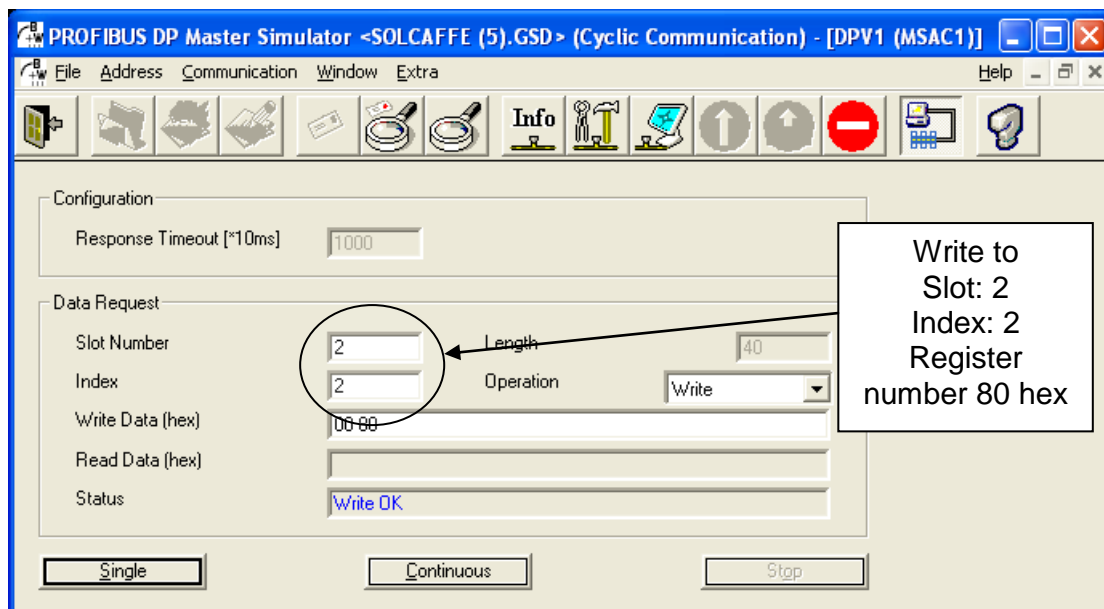 PROFIBUS DP Master Simulator <SOLCAFFE (5).GSD> (Cyclic Communication) - [DPV1 (MSAC1)]
File Address Communication Window Extra Help
Info
Configuration
Response Timeout [*10ms] 1000
Data Request
Slot Number 2 Length 40
Index 2 Operation Write
Write Data (hex) 00 80
Read Data (hex)
Status Write OK
Single Continuous Stop
Write to
Slot: 2
Index: 2
Register
number 80 hex